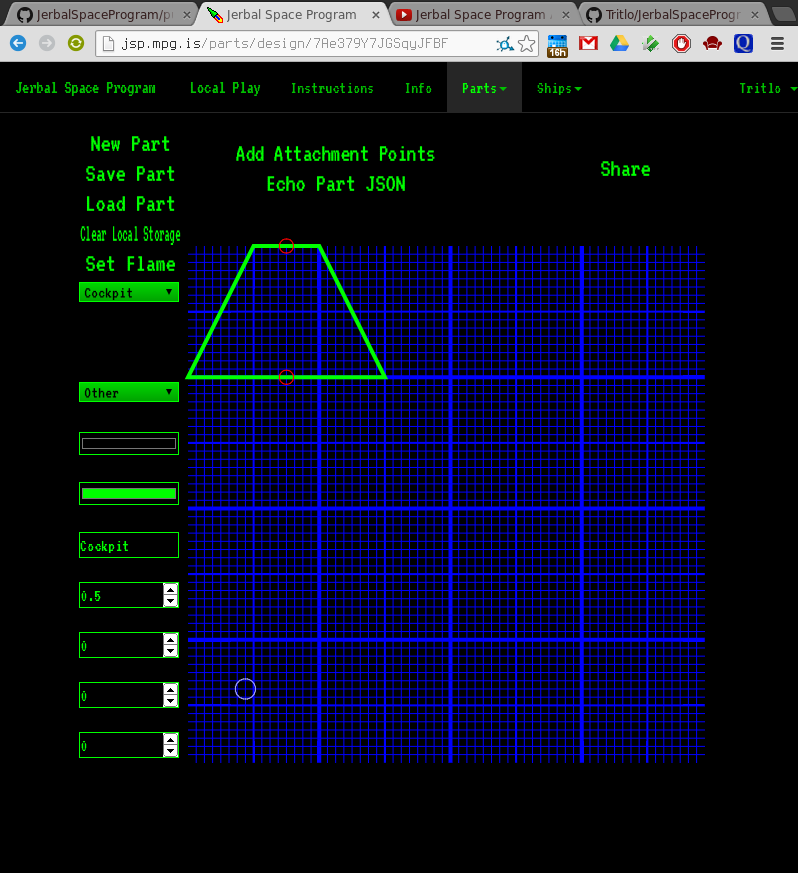 JerbalSpaceProgram/p
Jerbal Space Program
Jerbal Space Program
Tritlo/JerbalSpaceProgr
jsp.mpg.is/parts/design/7Ae379Y7JGSqyJFBF
16h
Q
Jerbal Space Program Local Play Instructions Info Parts Ships Tritlo
New Part
Save Part
Load Part
Clear Local Storage
Set Flame
Add Attachment Points
Echo Part JSON
Share
Cockpit
Other
Cockpit
0.5
0
0
0